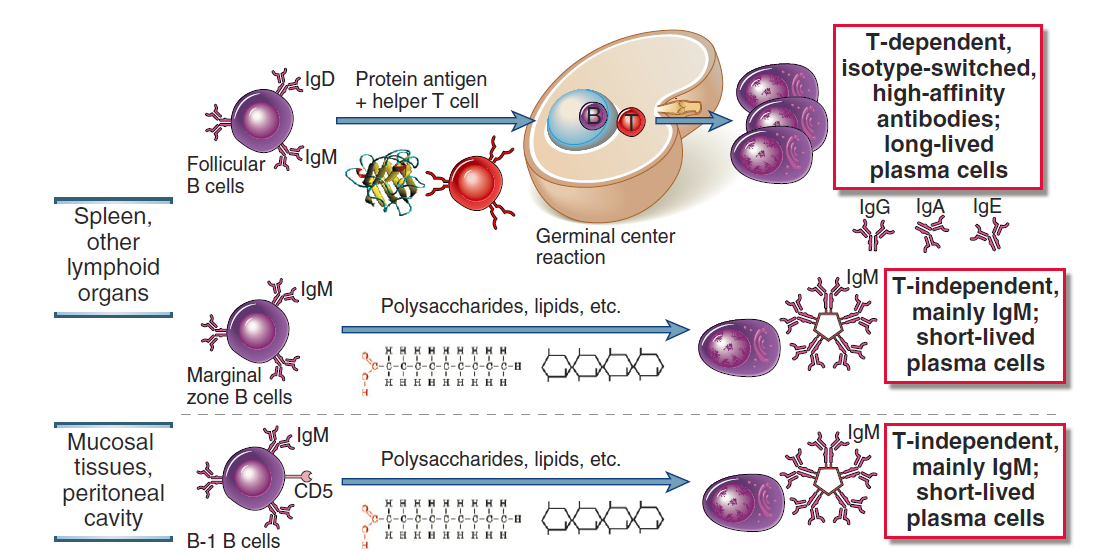 IgD
IgM
Follicular
B cells
Protein antigen
+ helper T cell
B
T
Germinal center
reaction
T-dependent,
isotype-switched,
high-affinity
antibodies;
long-lived
plasma cells
IgG IgA IgE
Spleen,
other
lymphoid
organs
IgM
Marginal
zone B cells
Polysaccharides, lipids, etc.
H H H H H H H H
O
C-C-C-C-C-C-C-C-C-H
O
H
H H H H H H H H
IgM
T-independent,
mainly IgM;
short-lived
plasma cells
Mucosal
tissues,
peritoneal
cavity
IgM
CD5
B-1 B cells
Polysaccharides, lipids, etc.
H H H H H H H H
O
C-C-C-C-C-C-C-C-C-H
O
H
H H H H H H H H
IgM
T-independent,
mainly IgM;
short-lived
plasma cells